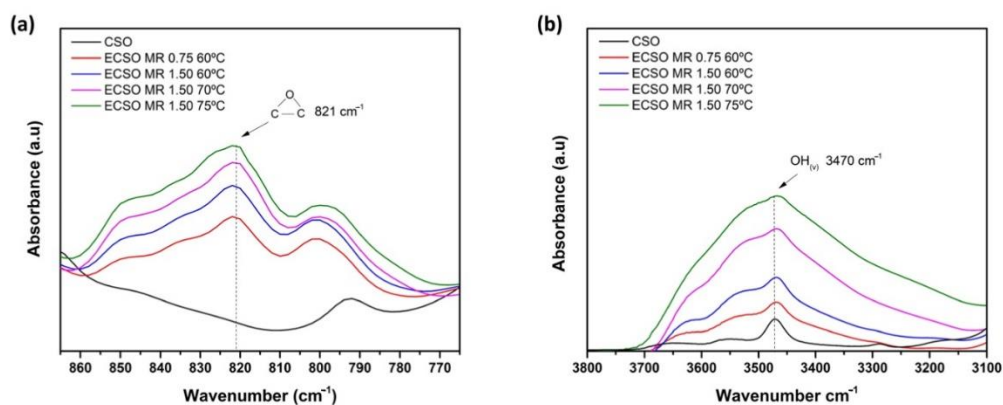 (a)
CSO
ECSO MR 0.75 60ºC
ECSO MR 1.50 60ºC
ECSO MR 1.50 70ºC
ECSO MR 1.50 75ºC
O
C C 821 cm⁻¹
Absorbance (a.u)
860 840 820 810 800 790 780 770
Wavenumber (cm⁻¹)
(b)
CSO
ECSO MR 0.75 60ºC
ECSO MR 1.50 60ºC
ECSO MR 1.50 70ºC
ECSO MR 1.50 75ºC
OH(v) 3470 cm⁻¹
Absorbance (a.u)
3800 3700 3600 3500 3400 3300 3200 3100
Wavenumber cm⁻¹